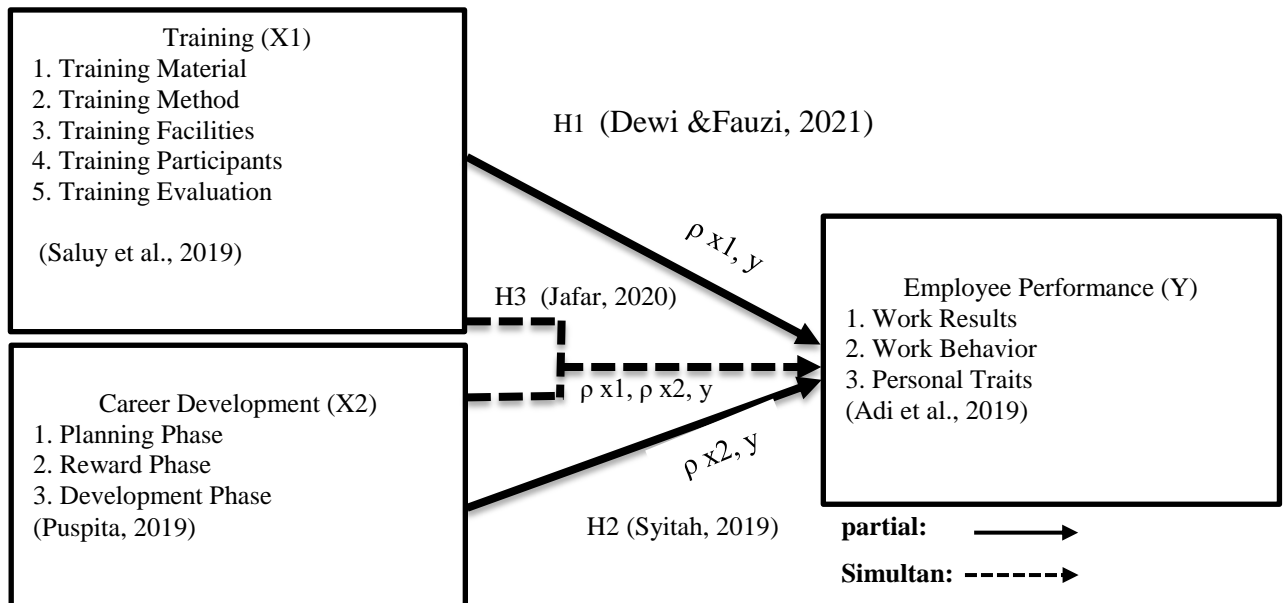 Training (X1)
1. Training Material
2. Training Method
3. Training Facilities
4. Training Participants
5. Training Evaluation
(Saluy et al., 2019)
H1 (Dewi &Fauzi, 2021)
ρ x1, y
H3 (Jafar, 2020)
ρ x1, ρ x2, y
Career Development (X2)
1. Planning Phase
2. Reward Phase
3. Development Phase
(Puspita, 2019)
ρ x2, y
H2 (Syitah, 2019)
Employee Performance (Y)
1. Work Results
2. Work Behavior
3. Personal Traits
(Adi et al., 2019)
partial:
Simultan: